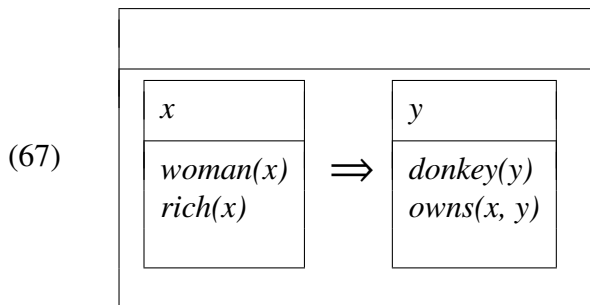 x y
(67) woman(x) ⇒ donkey(y)
rich(x) owns(x, y)